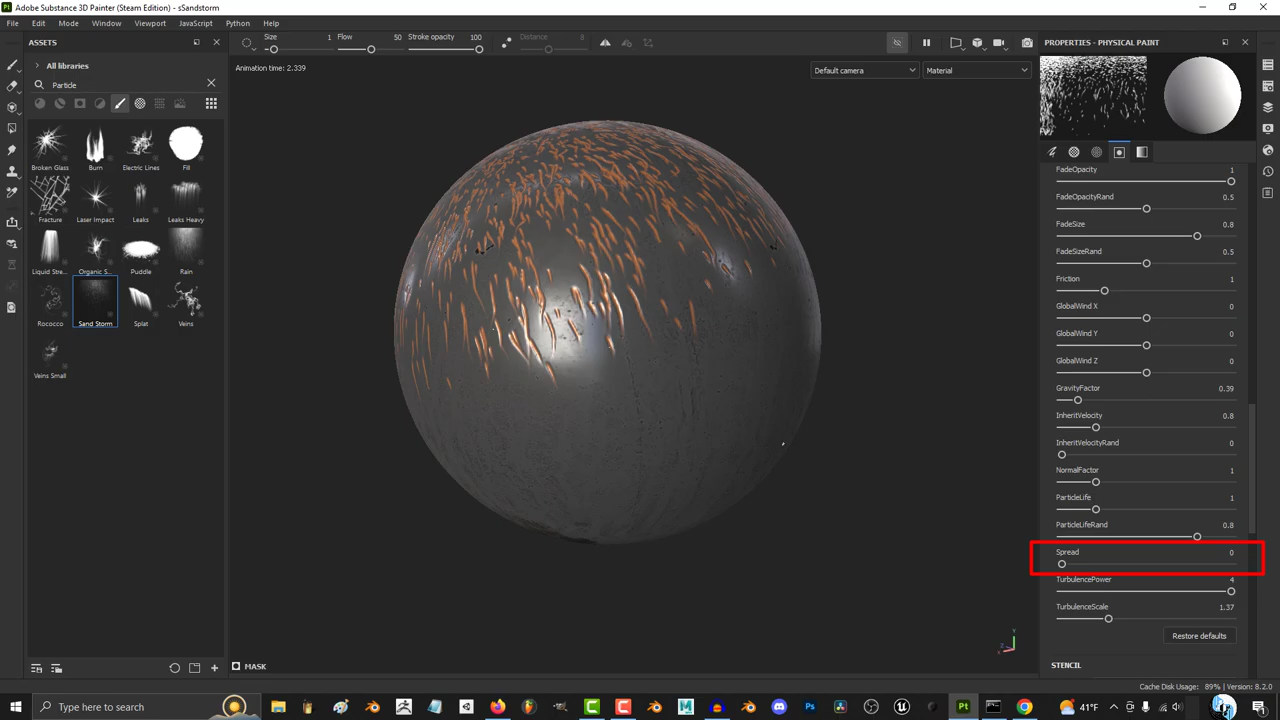 Adobe Substance 3D Painter (Steam Edition) - sSandstorm
File Edit Mode Window Viewport JavaScript Python Help
ASSETS
Size 1 Flow 50 Stroke opacity 100 Distance 8
PROPERTIES - PHYSICAL PAINT
All libraries
Particle
Animation time: 2.339
Default camera
Material
Broken Glass Burn Electric Lines Fill
Fracture Laser Impact Leaks Leaks Heavy
Liquid Stre... Organic S... Puddle Rain
Rococco Sand Storm Splat Veins
Veins Small
FadeOpacity 1
FadeOpacityRand 0.5
FadeSize 0.8
FadeSizeRand 0.5
Friction 1
GlobalWind X 0
GlobalWind Y 0
GlobalWind Z 0
GravityFactor 0.39
InheritVelocity 0.8
InheritVelocityRand 0
NormalFactor 1
ParticleLife 1
ParticleLifeRand 0.8
Spread 0
TurbulencePower 4
TurbulenceScale 1.37
Restore defaults
STENCIL
MASK
Cache Disk Usage: 89% | Version: 8.2.0
Type here to search
41°F